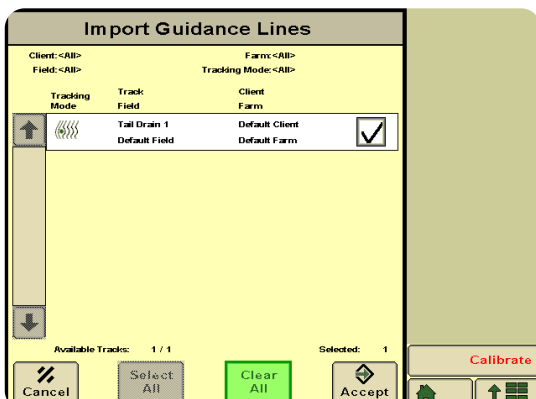 Import Guidance Lines
Client:<All> Farm:<All>
Field:<All> Tracking Mode:<All>
Tracking Mode Track Field Client Farm
Tail Drain 1 Default Client
Default Field Default Farm
Available Tracks: 1 / 1 Selected: 1
Cancel Select All Clear All Accept
Calibrate